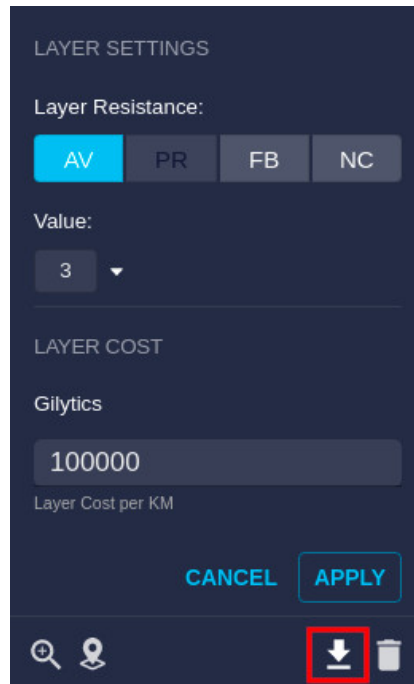 LAYER SETTINGS
Layer Resistance:
AV PR FB NC
Value:
3
LAYER COST
Gilytics
100000
Layer Cost per KM
CANCEL APPLY